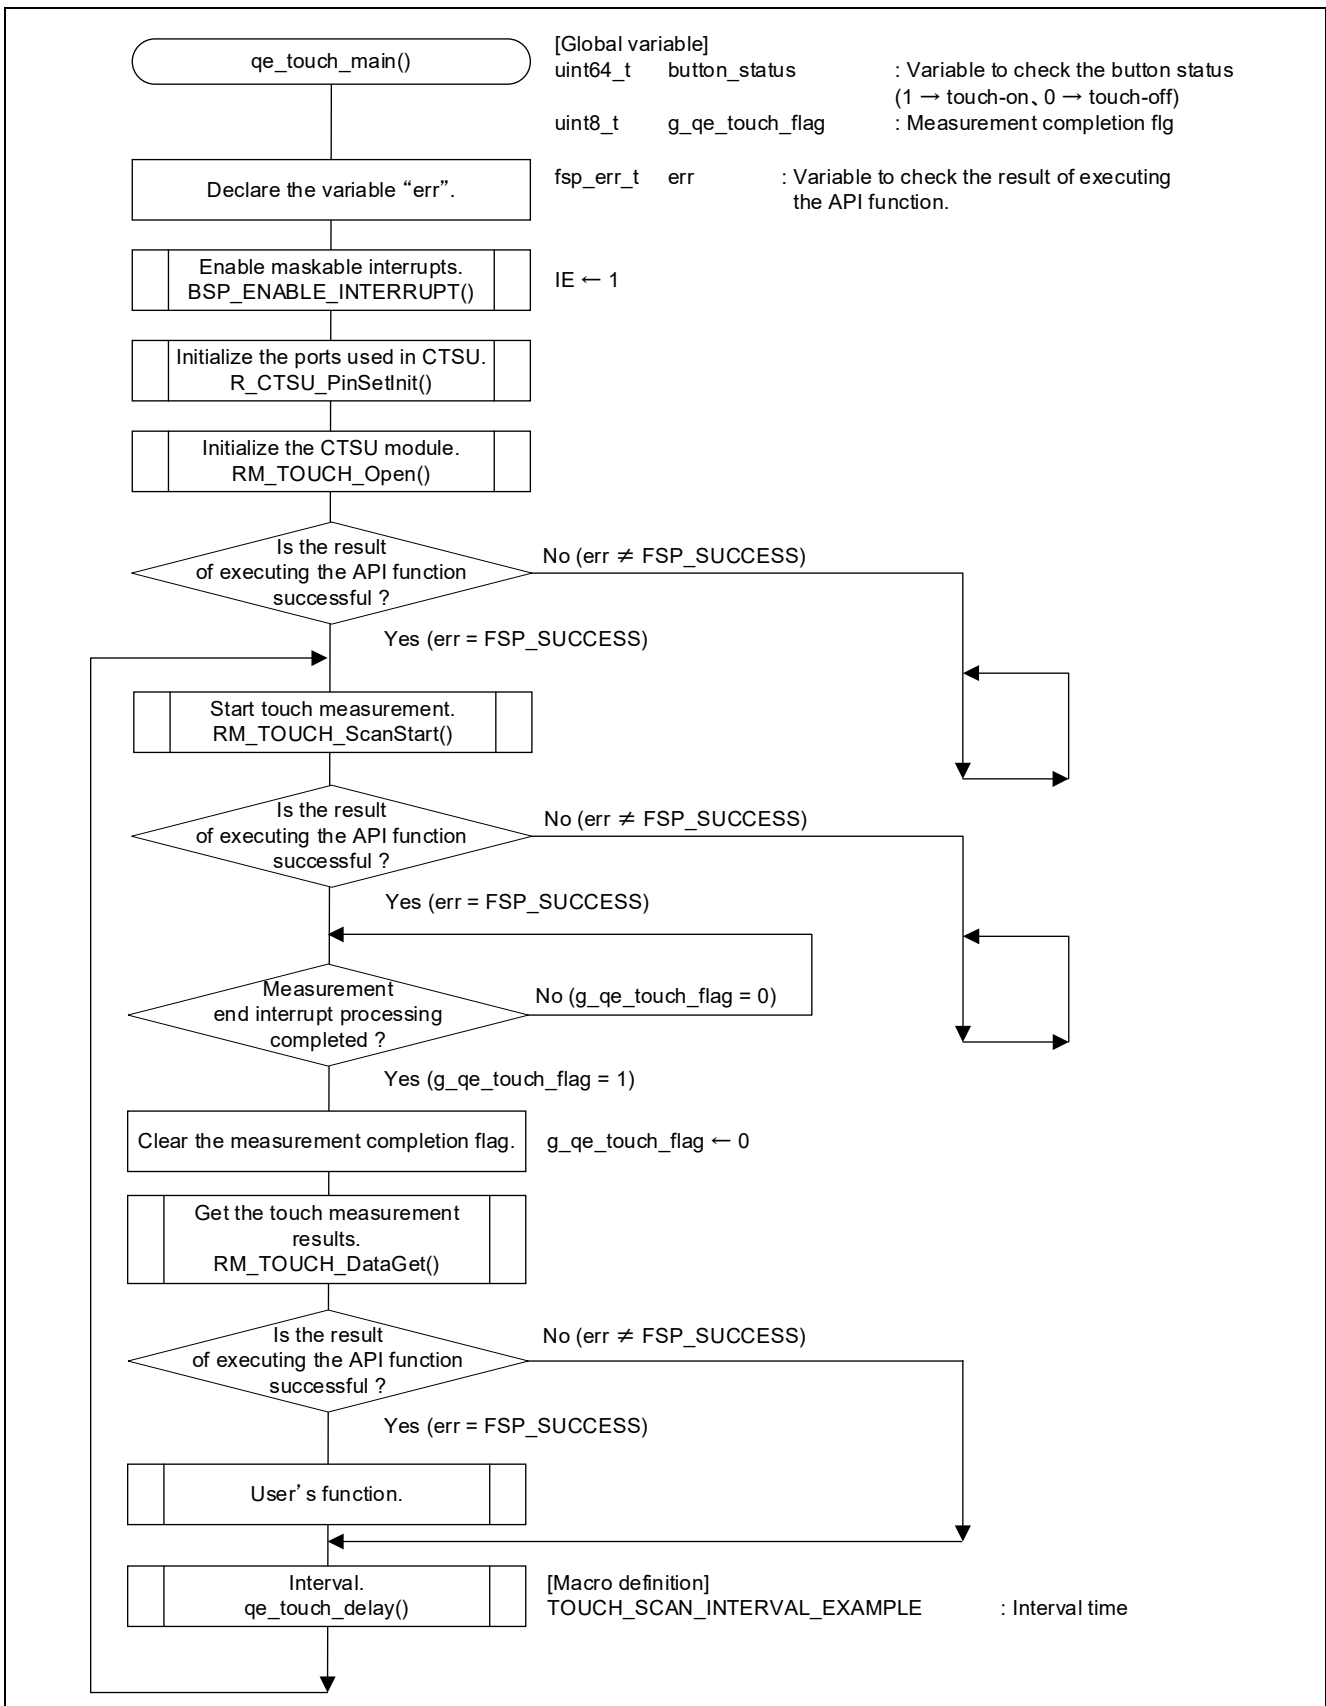 qe_touch_main()
[Global variable]
uint64_t button_status : Variable to check the button status
(1 → touch-on、0 → touch-off)
uint8_t g_qe_touch_flag : Measurement completion flg
Declare the variable “err”.
fsp_err_t err : Variable to check the result of executing
the API function.
Enable maskable interrupts.
BSP_ENABLE_INTERRUPT()
IE ← 1
Initialize the ports used in CTSU.
R_CTSU_PinSetInit()
Initialize the CTSU module.
RM_TOUCH_Open()
Is the result
of executing the API function
successful ?
No (err ≠ FSP_SUCCESS)
Yes (err = FSP_SUCCESS)
Start touch measurement.
RM_TOUCH_ScanStart()
Is the result
of executing the API function
successful ?
No (err ≠ FSP_SUCCESS)
Yes (err = FSP_SUCCESS)
Measurement
end interrupt processing
completed ?
No (g_qe_touch_flag = 0)
Yes (g_qe_touch_flag = 1)
Clear the measurement completion flag.
g_qe_touch_flag ← 0
Get the touch measurement
results.
RM_TOUCH_DataGet()
Is the result
of executing the API function
successful ?
No (err ≠ FSP_SUCCESS)
Yes (err = FSP_SUCCESS)
User’s function.
Interval.
qe_touch_delay()
[Macro definition]
TOUCH_SCAN_INTERVAL_EXAMPLE : Interval time